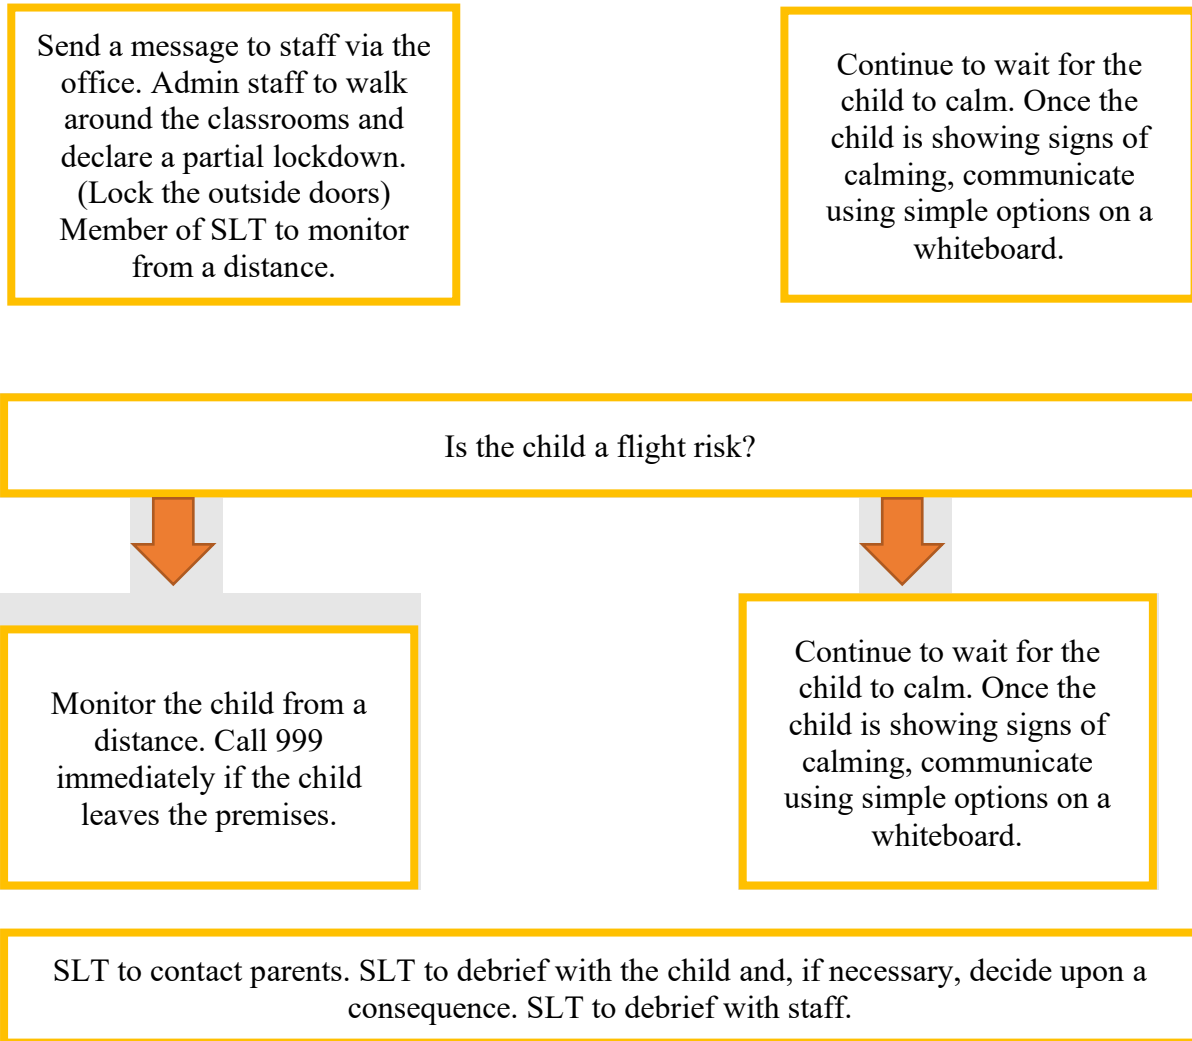 Send a message to staff via the
office. Admin staff to walk
around the classrooms and
declare a partial lockdown.
(Lock the outside doors)
Member of SLT to monitor
from a distance.
Continue to wait for the
child to calm. Once the
child is showing signs of
calming, communicate
using simple options on a
whiteboard.
Is the child a flight risk?
Monitor the child from a
distance. Call 999
immediately if the child
leaves the premises.
Continue to wait for the
child to calm. Once the
child is showing signs of
calming, communicate
using simple options on a
whiteboard.
SLT to contact parents. SLT to debrief with the child and, if necessary, decide upon a
consequence. SLT to debrief with staff.